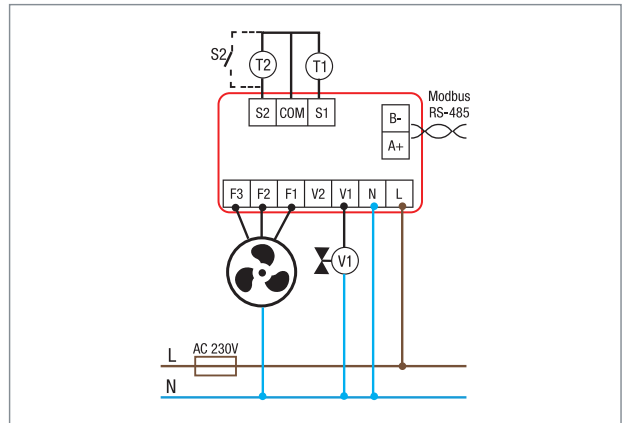 S2
T2
T1
S2 COM S1
Modbus
RS-485
B-
A+
F3 F2 F1 V2 V1 N L
V1
L
AC 230V
N